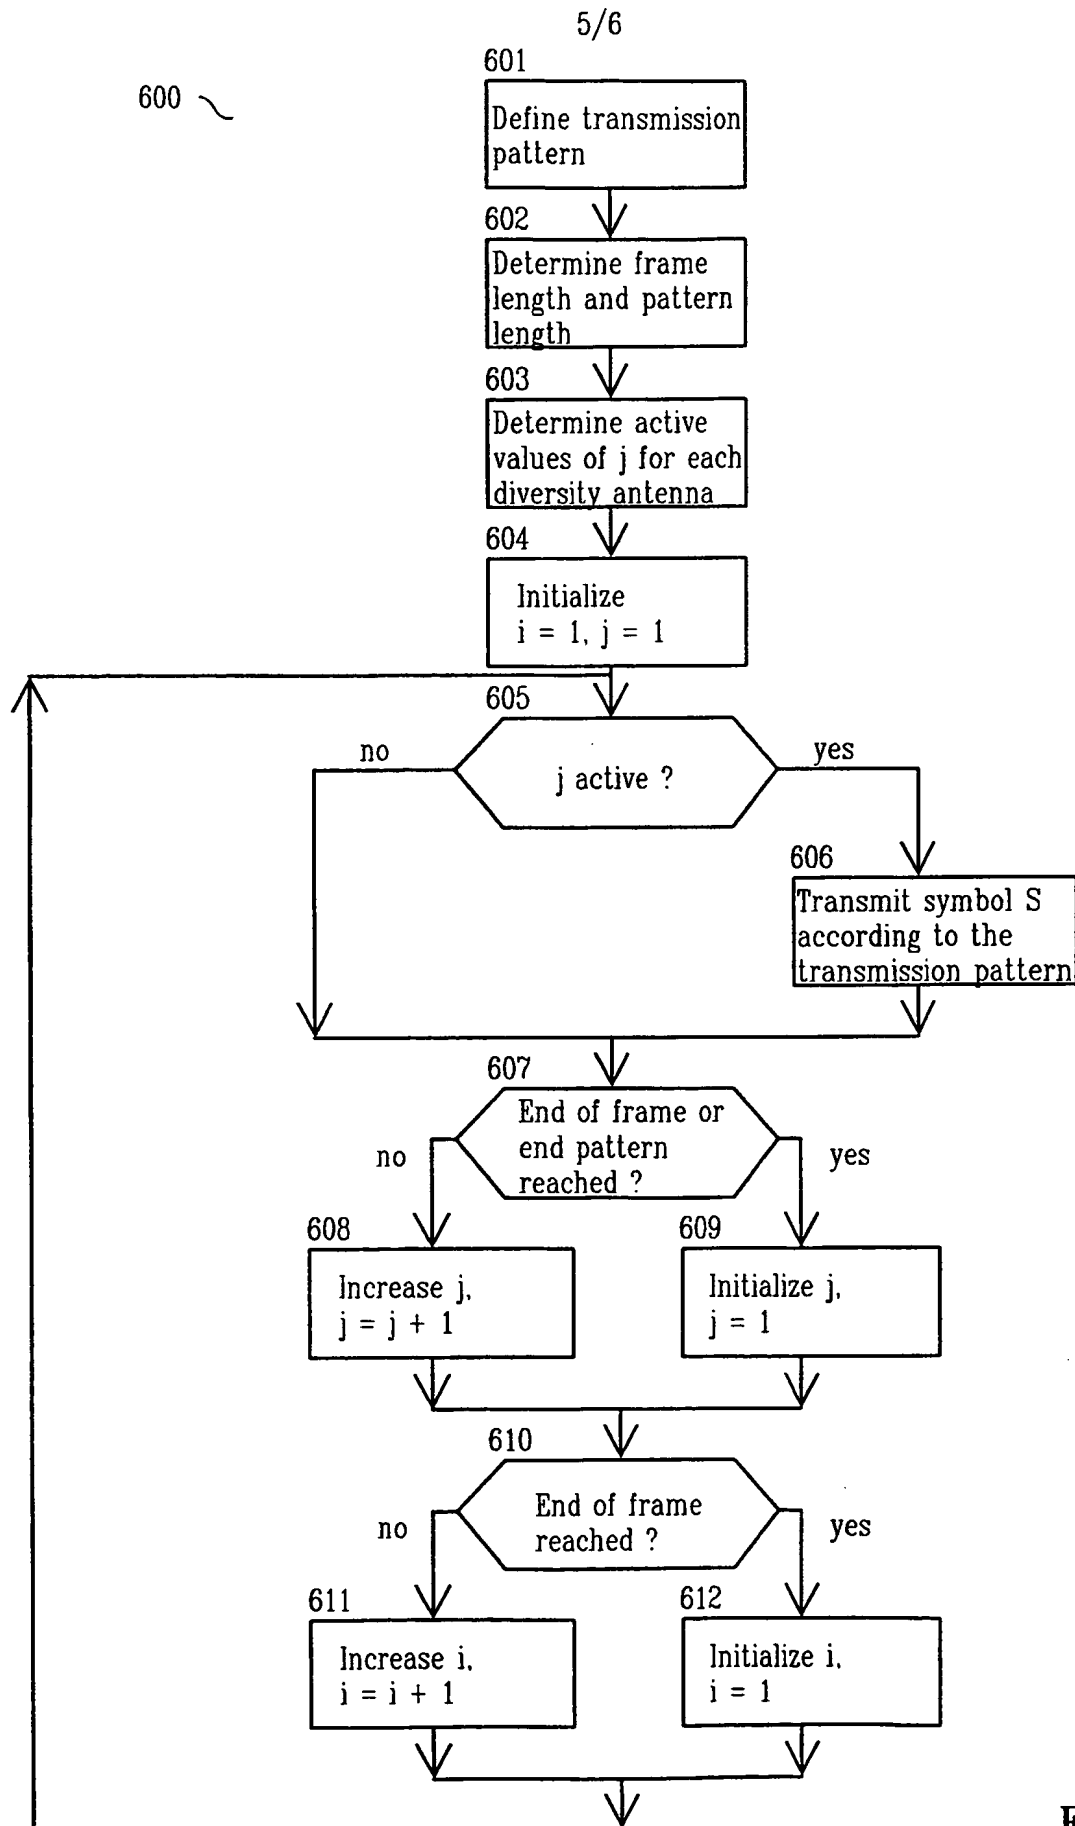 5/6
600
601
Define transmission
pattern
602
Determine frame
length and pattern
length
603
Determine active
values of j for each
diversity antenna
604
Initialize
i = 1, j = 1
605
no
yes
j active ?
606
Transmit symbol S
according to the
transmission pattern
607
End of frame or
end pattern
reached ?
no
yes
608
Increase j,
j = j + 1
609
Initialize j,
j = 1
610
End of frame
reached ?
no
yes
611
Increase i,
i = i + 1
612
Initialize i,
i = 1